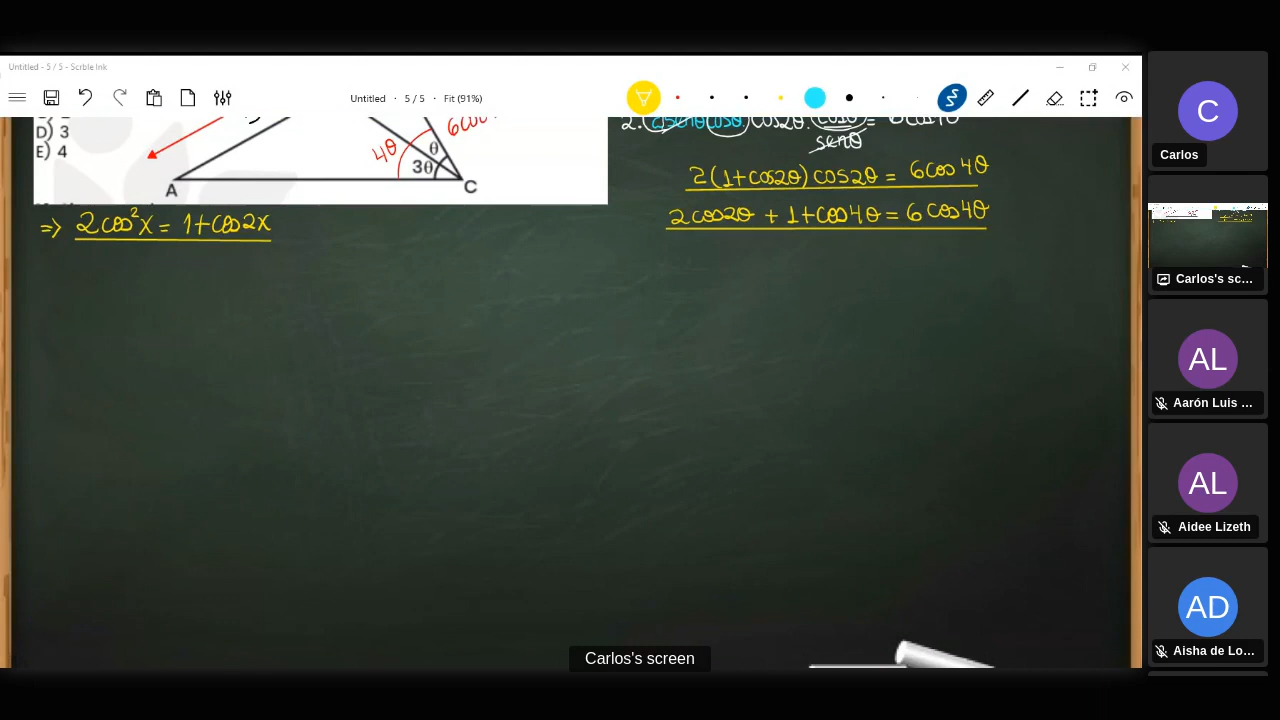 Untitled - 5 / 5 - Scrble Ink
Untitled · 5 / 5 · Fit (91%)
D) 3
E) 4
A
C
4θ
3θ
θ
⇒ 2cos²x = 1+cos2x
2(1+cos2θ)cos2θ = 6cos4θ
2cos2θ + 1+cos4θ = 6cos4θ
Carlos's screen
C
Carlos
Carlos's sc...
AL
Aarón Luis ...
AL
Aidee Lizeth
AD
Aisha de Lo...